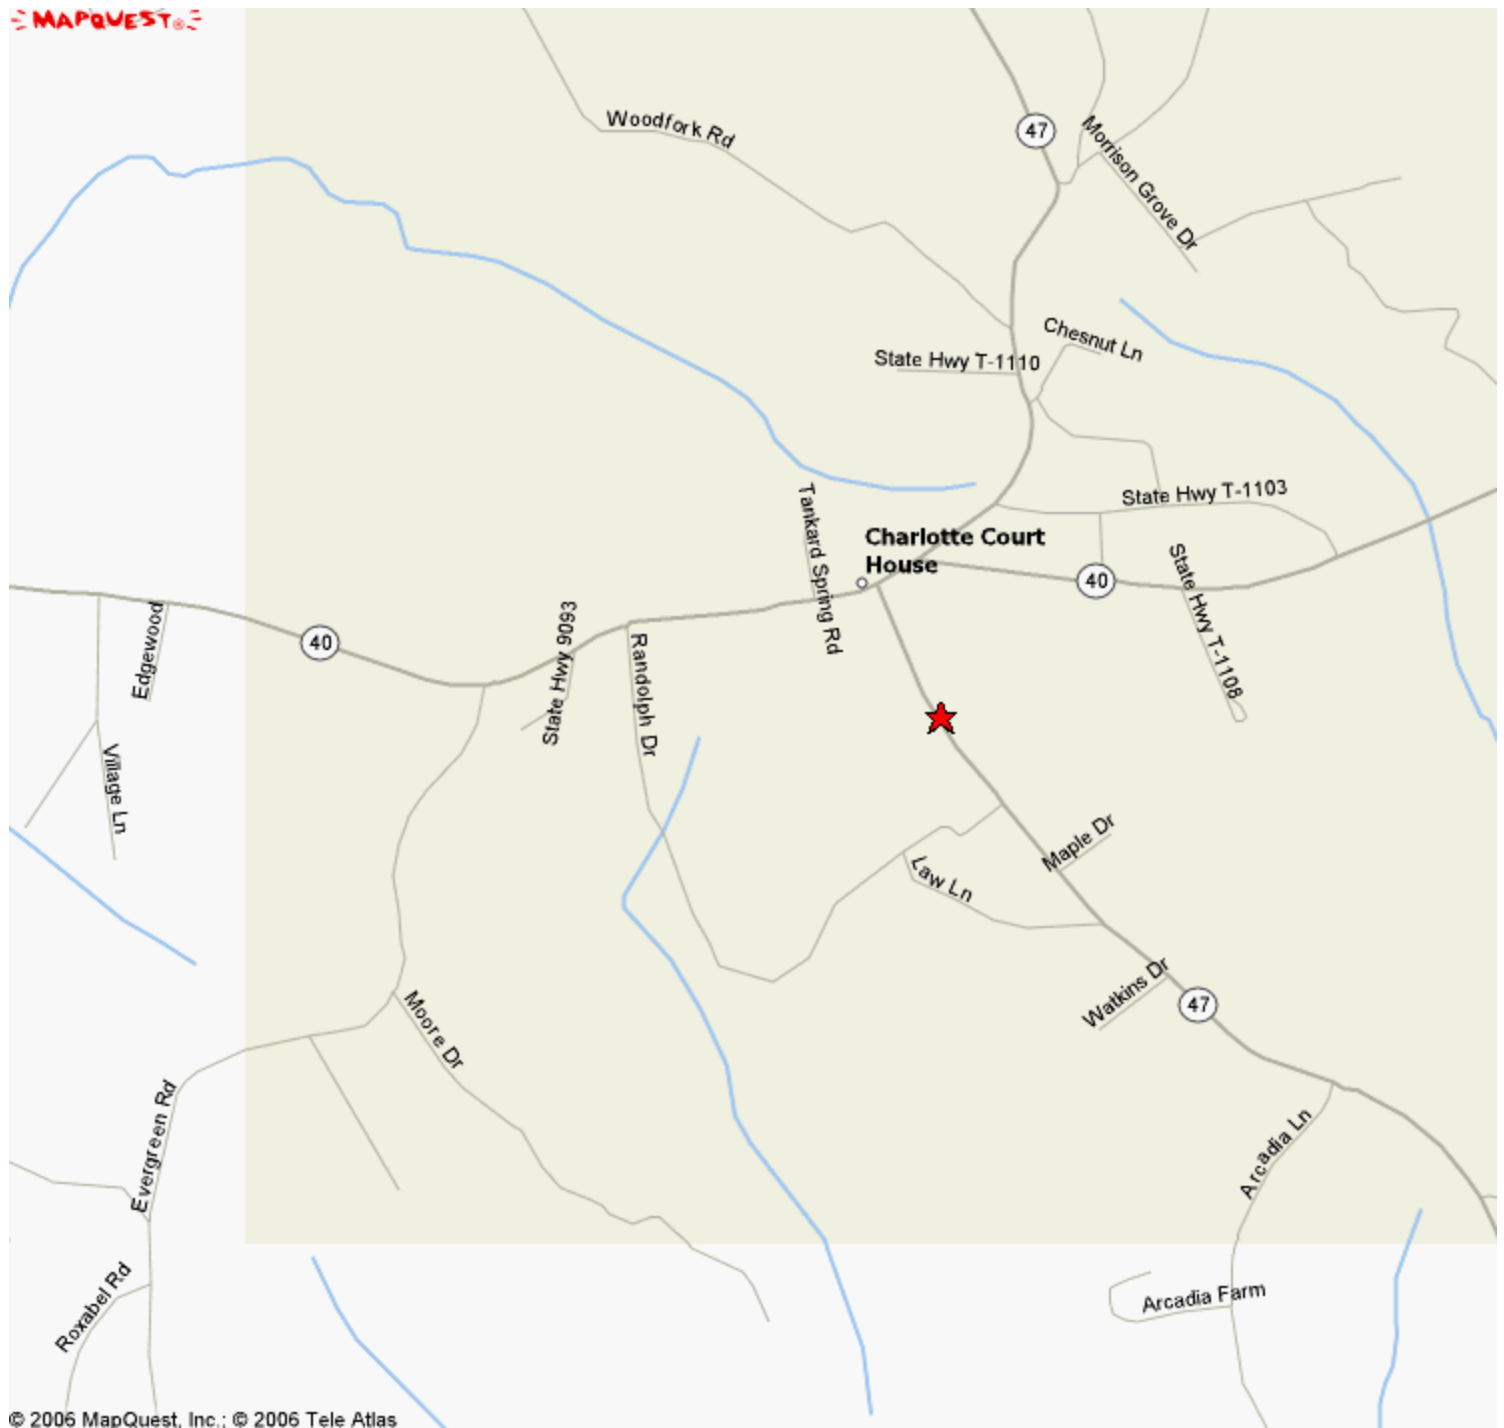 MAPQUEST®
Woodfork Rd
47
Morrison Grove Dr
Chesnut Ln
State Hwy T-1110
State Hwy T-1103
Tankard Spring Rd
Charlotte Court
House
40
State Hwy T-1108
Edgewood
40
State Hwy 9093
Randolph Dr
Village Ln
Maple Dr
Law Ln
Watkins Dr
47
Moore Dr
Evergreen Rd
Arcadia Ln
Roxabel Rd
Arcadia Farm
© 2006 MapQuest, Inc.; © 2006 Tele Atlas